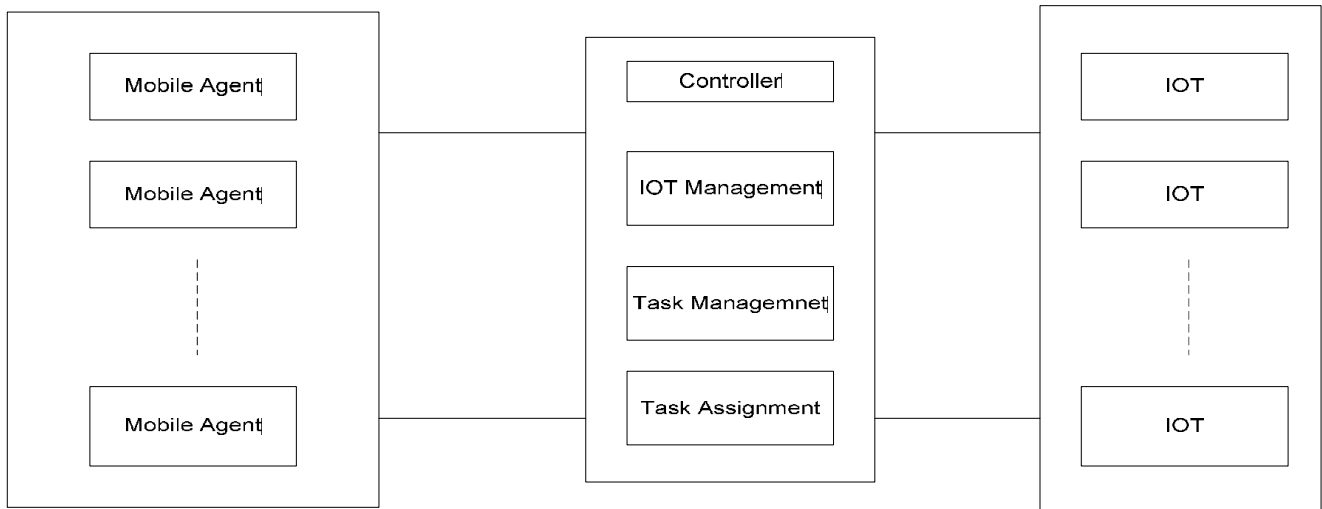 Mobile Agent
Mobile Agent
Mobile Agent
Controller
IOT Management
Task Managemnet
Task Assignment
IOT
IOT
IOT